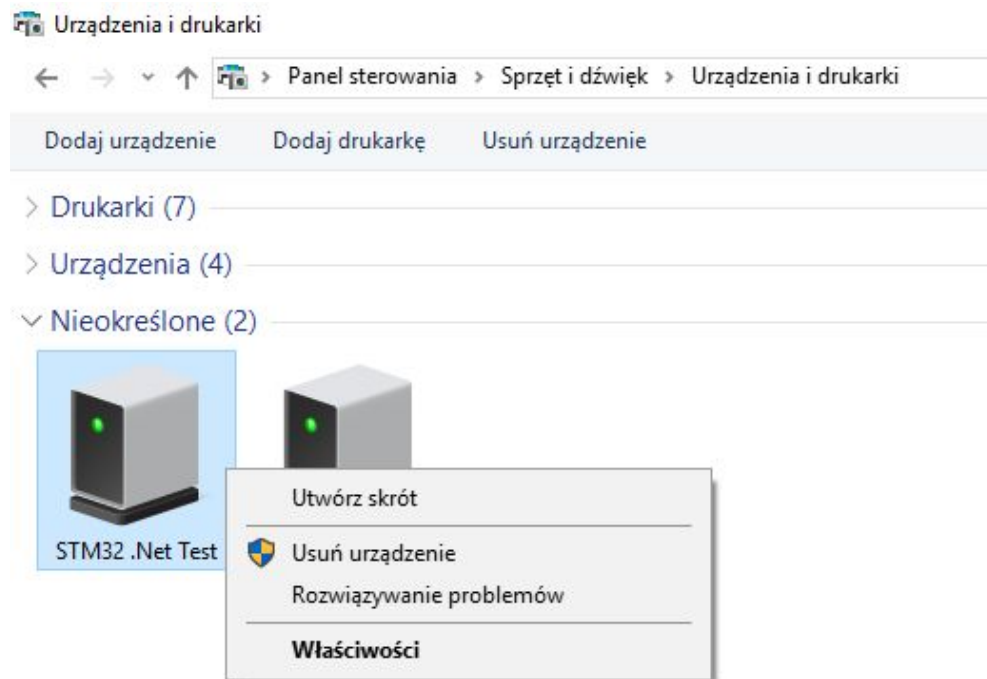 Urządzenia i drukarki
Panel sterowania > Sprzęt i dźwięk > Urządzenia i drukarki
Dodaj urządzenie Dodaj drukarkę Usuń urządzenie
Drukarki (7)
Urządzenia (4)
Nieokreślone (2)
STM32 .Net Test
Utwórz skrót
Usuń urządzenie
Rozwiązywanie problemów
Właściwości